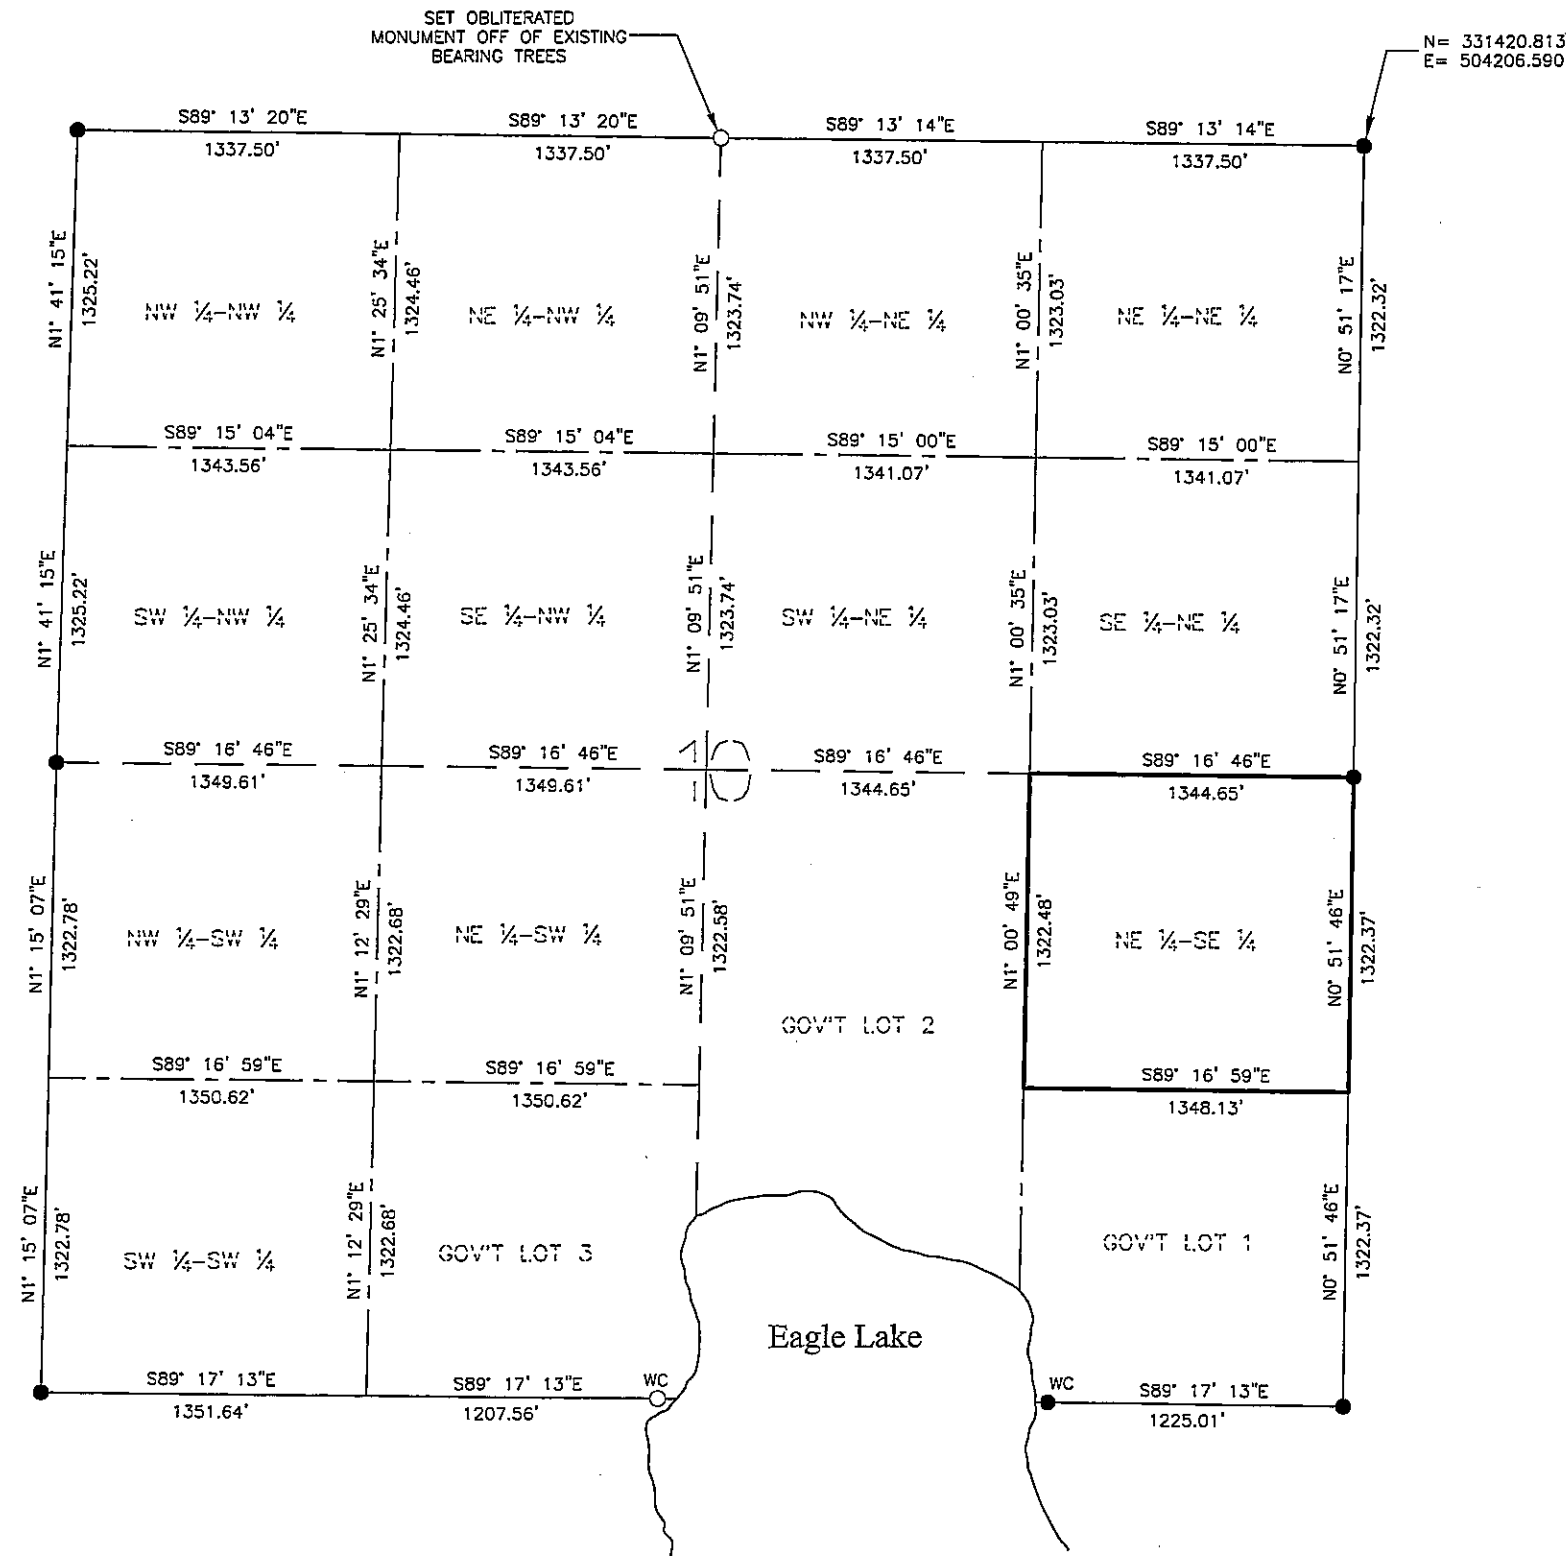 SET OBLITERATED
MONUMENT OFF OF EXISTING
BEARING TREES
N= 331420.813
E= 504206.590
S89° 13' 20"E
1337.50'
S89° 13' 20"E
1337.50'
S89° 13' 14"E
1337.50'
S89° 13' 14"E
1337.50'
N1° 41' 15"E
1325.22'
NW ¼-NW ¼
N1° 25' 34"E
1324.46'
NE ¼-NW ¼
N1° 09' 51"E
1323.74'
NW ¼-NE ¼
N1° 00' 35"E
1323.03'
NE ¼-NE ¼
N0° 51' 17"E
1322.32'
S89° 15' 04"E
1343.56'
S89° 15' 04"E
1343.56'
S89° 15' 00"E
1341.07'
S89° 15' 00"E
1341.07'
N1° 41' 15"E
1325.22'
SW ¼-NW ¼
N1° 25' 34"E
1324.46'
SE ¼-NW ¼
N1° 09' 51"E
1323.74'
SW ¼-NE ¼
N1° 00' 35"E
1323.03'
SE ¼-NE ¼
N0° 51' 17"E
1322.32'
S89° 16' 46"E
1349.61'
S89° 16' 46"E
1349.61'
10
S89° 16' 46"E
1344.65'
S89° 16' 46"E
1344.65'
N1° 15' 07"E
1322.78'
NW ¼-SW ¼
N1° 12' 29"E
1322.68'
NE ¼-SW ¼
N1° 09' 51"E
1322.58'
GOV'T LOT 2
N1° 00' 49"E
1322.48'
NE ¼-SE ¼
N0° 51' 46"E
1322.37'
S89° 16' 59"E
1350.62'
S89° 16' 59"E
1350.62'
S89° 16' 59"E
1348.13'
N1° 15' 07"E
1322.78'
SW ¼-SW ¼
N1° 12' 29"E
1322.68'
GOV'T LOT 3
Eagle Lake
GOV'T LOT 1
N0° 51' 46"E
1322.37'
S89° 17' 13"E
1351.64'
S89° 17' 13"E
1207.56'
WC
WC
S89° 17' 13"E
1225.01'